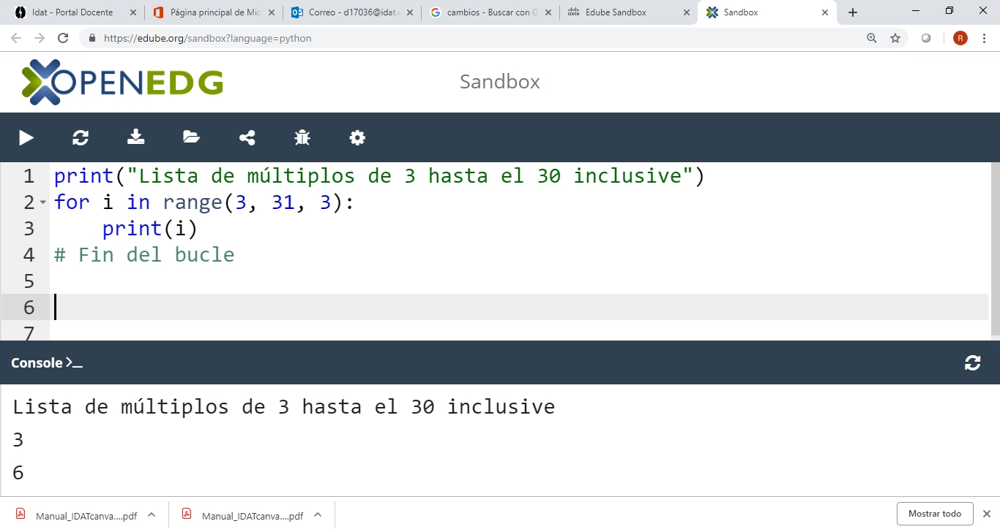 Idat - Portal Docente
Página principal de Mic
Correo - d17036@idat.e
cambios - Buscar con G
cisco Edube Sandbox
Sandbox
https://edube.org/sandbox?language=python
R
OPENEDG
Sandbox
1 print("Lista de múltiplos de 3 hasta el 30 inclusive")
2 for i in range(3, 31, 3):
3     print(i)
4 # Fin del bucle
5
6
7
Console >_
Lista de múltiplos de 3 hasta el 30 inclusive
3
6
Manual_IDATcanva....pdf
Manual_IDATcanva....pdf
Mostrar todo